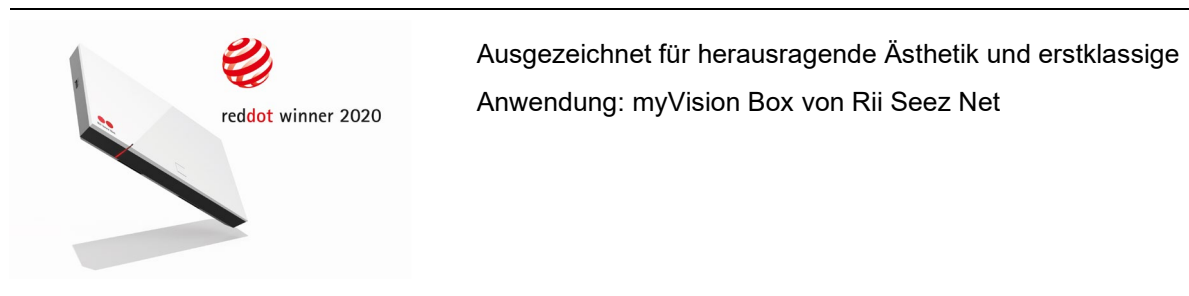 reddot winner 2020
Ausgezeichnet für herausragende Ästhetik und erstklassige
Anwendung: myVision Box von Rii Seez Net